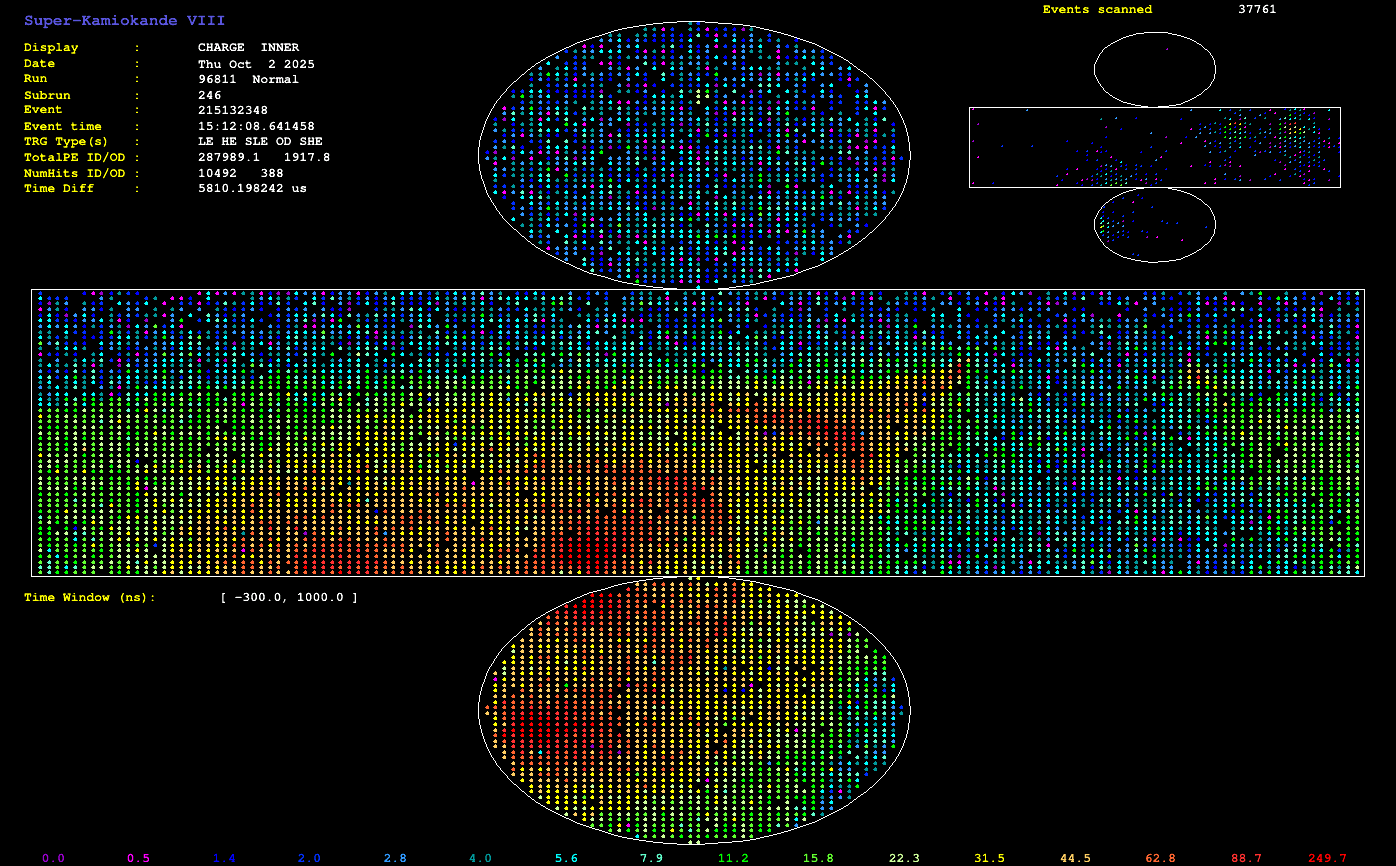 Super-Kamiokande VIII
Events scanned 37761
Display : CHARGE INNER
Date : Thu Oct 2 2025
Run : 96811 Normal
Subrun : 246
Event : 215132348
Event time : 15:12:08.641458
TRG Type(s) : LE HE SLE OD SHE
TotalPE ID/OD : 287989.1 1917.8
NumHits ID/OD : 10492 388
Time Diff : 5810.198242 us
Time Window (ns): [ -300.0, 1000.0 ]
0.0 0.5 1.4 2.0 2.8 4.0 5.6 7.9 11.2 15.8 22.3 31.5 44.5 62.8 88.7 249.7